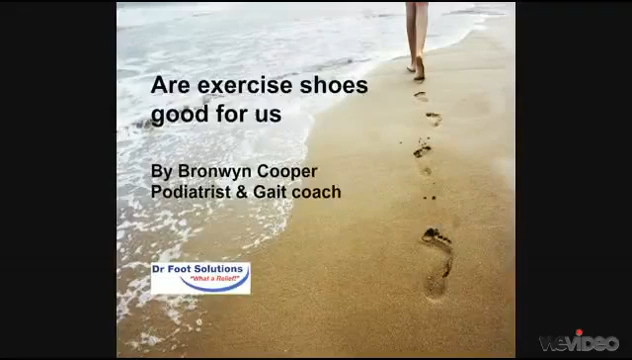 Are exercise shoes
good for us
By Bronwyn Cooper
Podiatrist & Gait coach
Dr Foot Solutions
"What a Relief!"
WEVIDEO